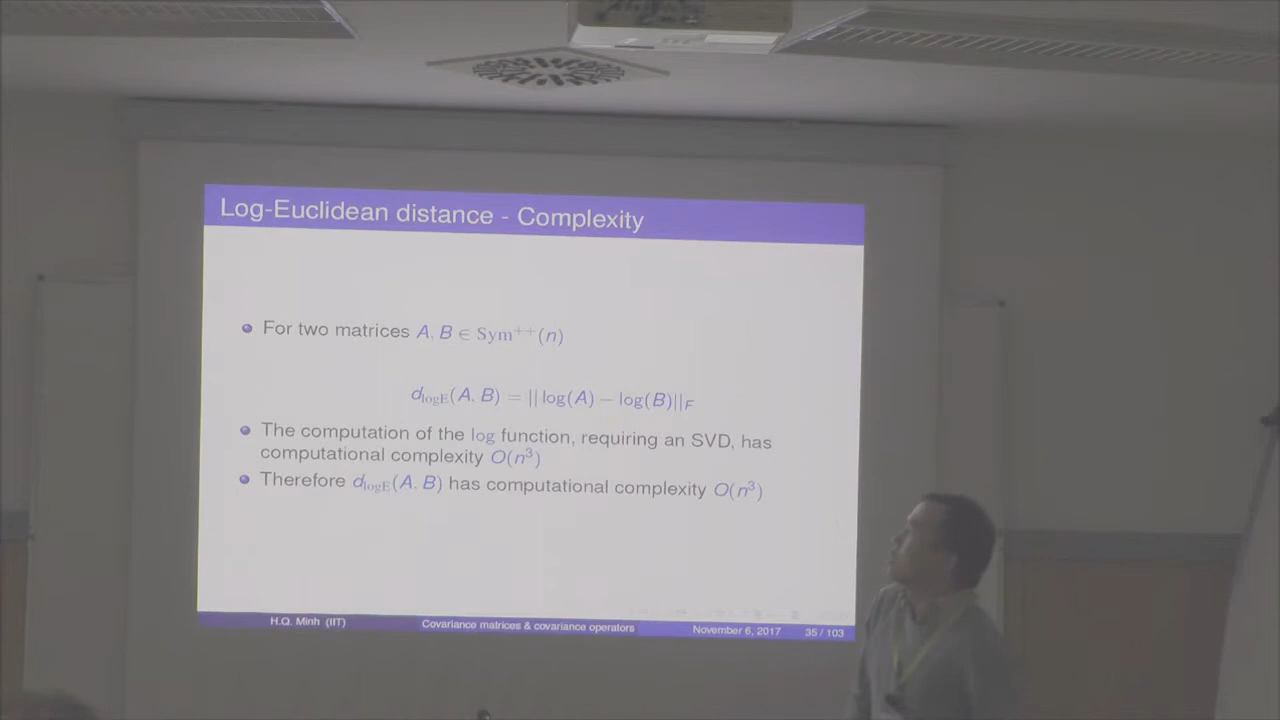 Log-Euclidean distance - Complexity
For two matrices A, B ∈ Sym⁺⁺(n)
d_logE(A, B) = || log(A) − log(B)||_F
The computation of the log function, requiring an SVD, has
computational complexity O(n³)
Therefore d_logE(A, B) has computational complexity O(n³)
H.Q. Minh (IIT) Covariance matrices & covariance operators November 6, 2017 35 / 103